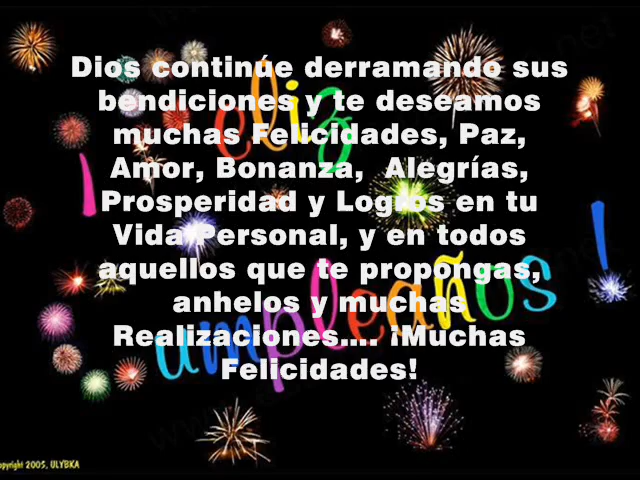 Dios continúe derramando sus
bendiciones y te deseamos
muchas Felicidades, Paz,
Amor, Bonanza, Alegrías,
Prosperidad y Logros en tu
Vida Personal, y en todos
aquellos que te propongas,
anhelos y muchas
Realizaciones.... ¡Muchas
Felicidades!
¡Feliz
Cumpleaños!
opyright 2005, ULYBKA